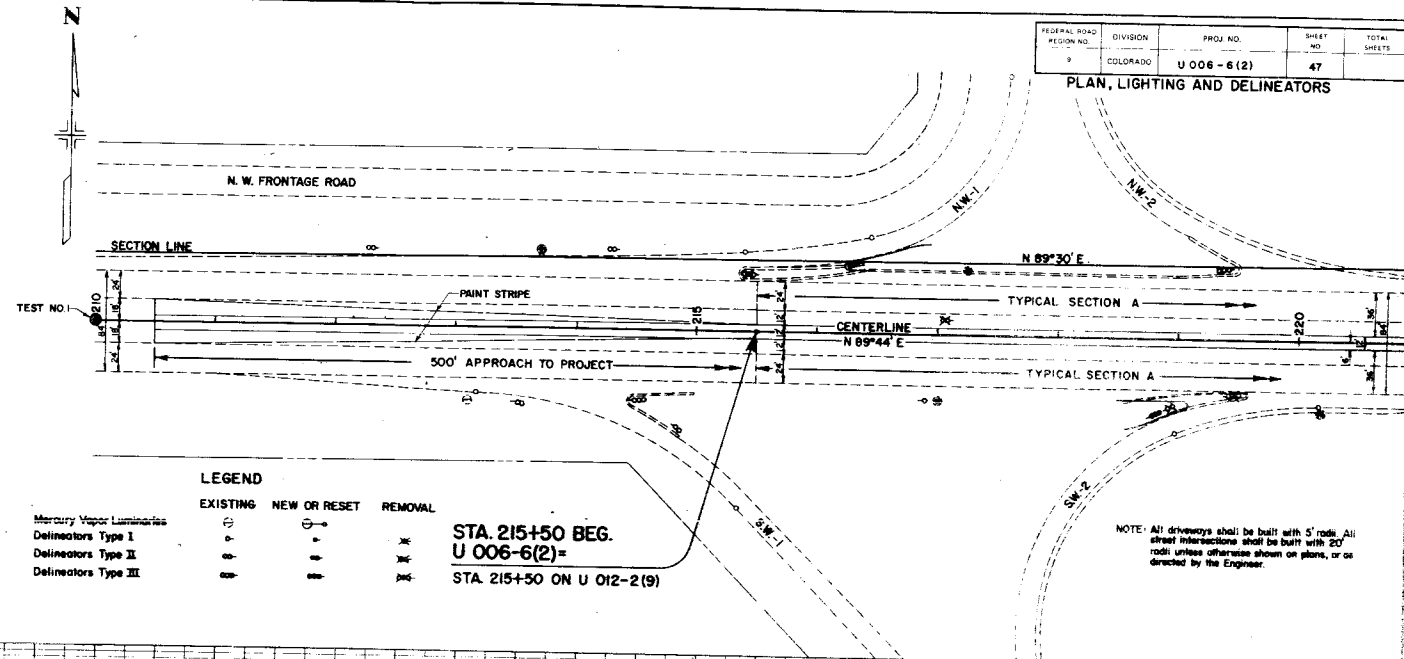 N
FEDERAL ROAD REGION NO. DIVISION PROJ. NO. SHEET NO TOTAL SHEETS
9 COLORADO U 006-6(2) 47
PLAN, LIGHTING AND DELINEATORS
N. W. FRONTAGE ROAD
N.W.-1
N.W.-2
SECTION LINE
N 89°30' E
TEST NO. 1
210
84'
24'
18'
18'
24'
PAINT STRIPE
215
24'
12'
12'
24'
TYPICAL SECTION A
CENTERLINE
N 89°44' E
220
36'
84'
12'
6'
36'
500' APPROACH TO PROJECT
TYPICAL SECTION A
S.W.-1
SW-2
LEGEND
EXISTING NEW OR RESET REMOVAL
Mercury Vapor Luminaries
Delineators Type I
Delineators Type II
Delineators Type III
STA. 215+50 BEG.
U 006-6(2)=
STA. 215+50 ON U 012-2(9)
NOTE: All driveways shall be built with 5' radii. All
street intersections shall be built with 20'
radii unless otherwise shown on plans, or as
directed by the Engineer.